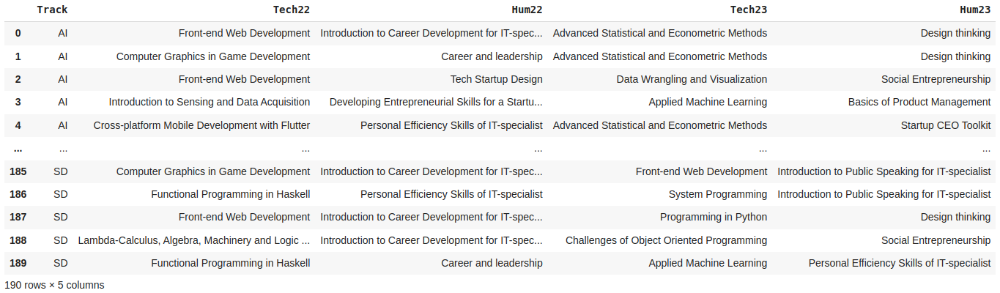 Track Tech22 Hum22 Tech23 Hum23
0 AI Front-end Web Development Introduction to Career Development for IT-spec... Advanced Statistical and Econometric Methods Design thinking
1 AI Computer Graphics in Game Development Career and leadership Advanced Statistical and Econometric Methods Design thinking
2 AI Front-end Web Development Tech Startup Design Data Wrangling and Visualization Social Entrepreneurship
3 AI Introduction to Sensing and Data Acquisition Developing Entrepreneurial Skills for a Startu... Applied Machine Learning Basics of Product Management
4 AI Cross-platform Mobile Development with Flutter Personal Efficiency Skills of IT-specialist Advanced Statistical and Econometric Methods Startup CEO Toolkit
... ... ... ... ... ...
185 SD Computer Graphics in Game Development Introduction to Career Development for IT-spec... Front-end Web Development Introduction to Public Speaking for IT-specialist
186 SD Functional Programming in Haskell Personal Efficiency Skills of IT-specialist System Programming Introduction to Public Speaking for IT-specialist
187 SD Front-end Web Development Introduction to Career Development for IT-spec... Programming in Python Design thinking
188 SD Lambda-Calculus, Algebra, Machinery and Logic ... Introduction to Career Development for IT-spec... Challenges of Object Oriented Programming Social Entrepreneurship
189 SD Functional Programming in Haskell Career and leadership Applied Machine Learning Personal Efficiency Skills of IT-specialist
190 rows × 5 columns